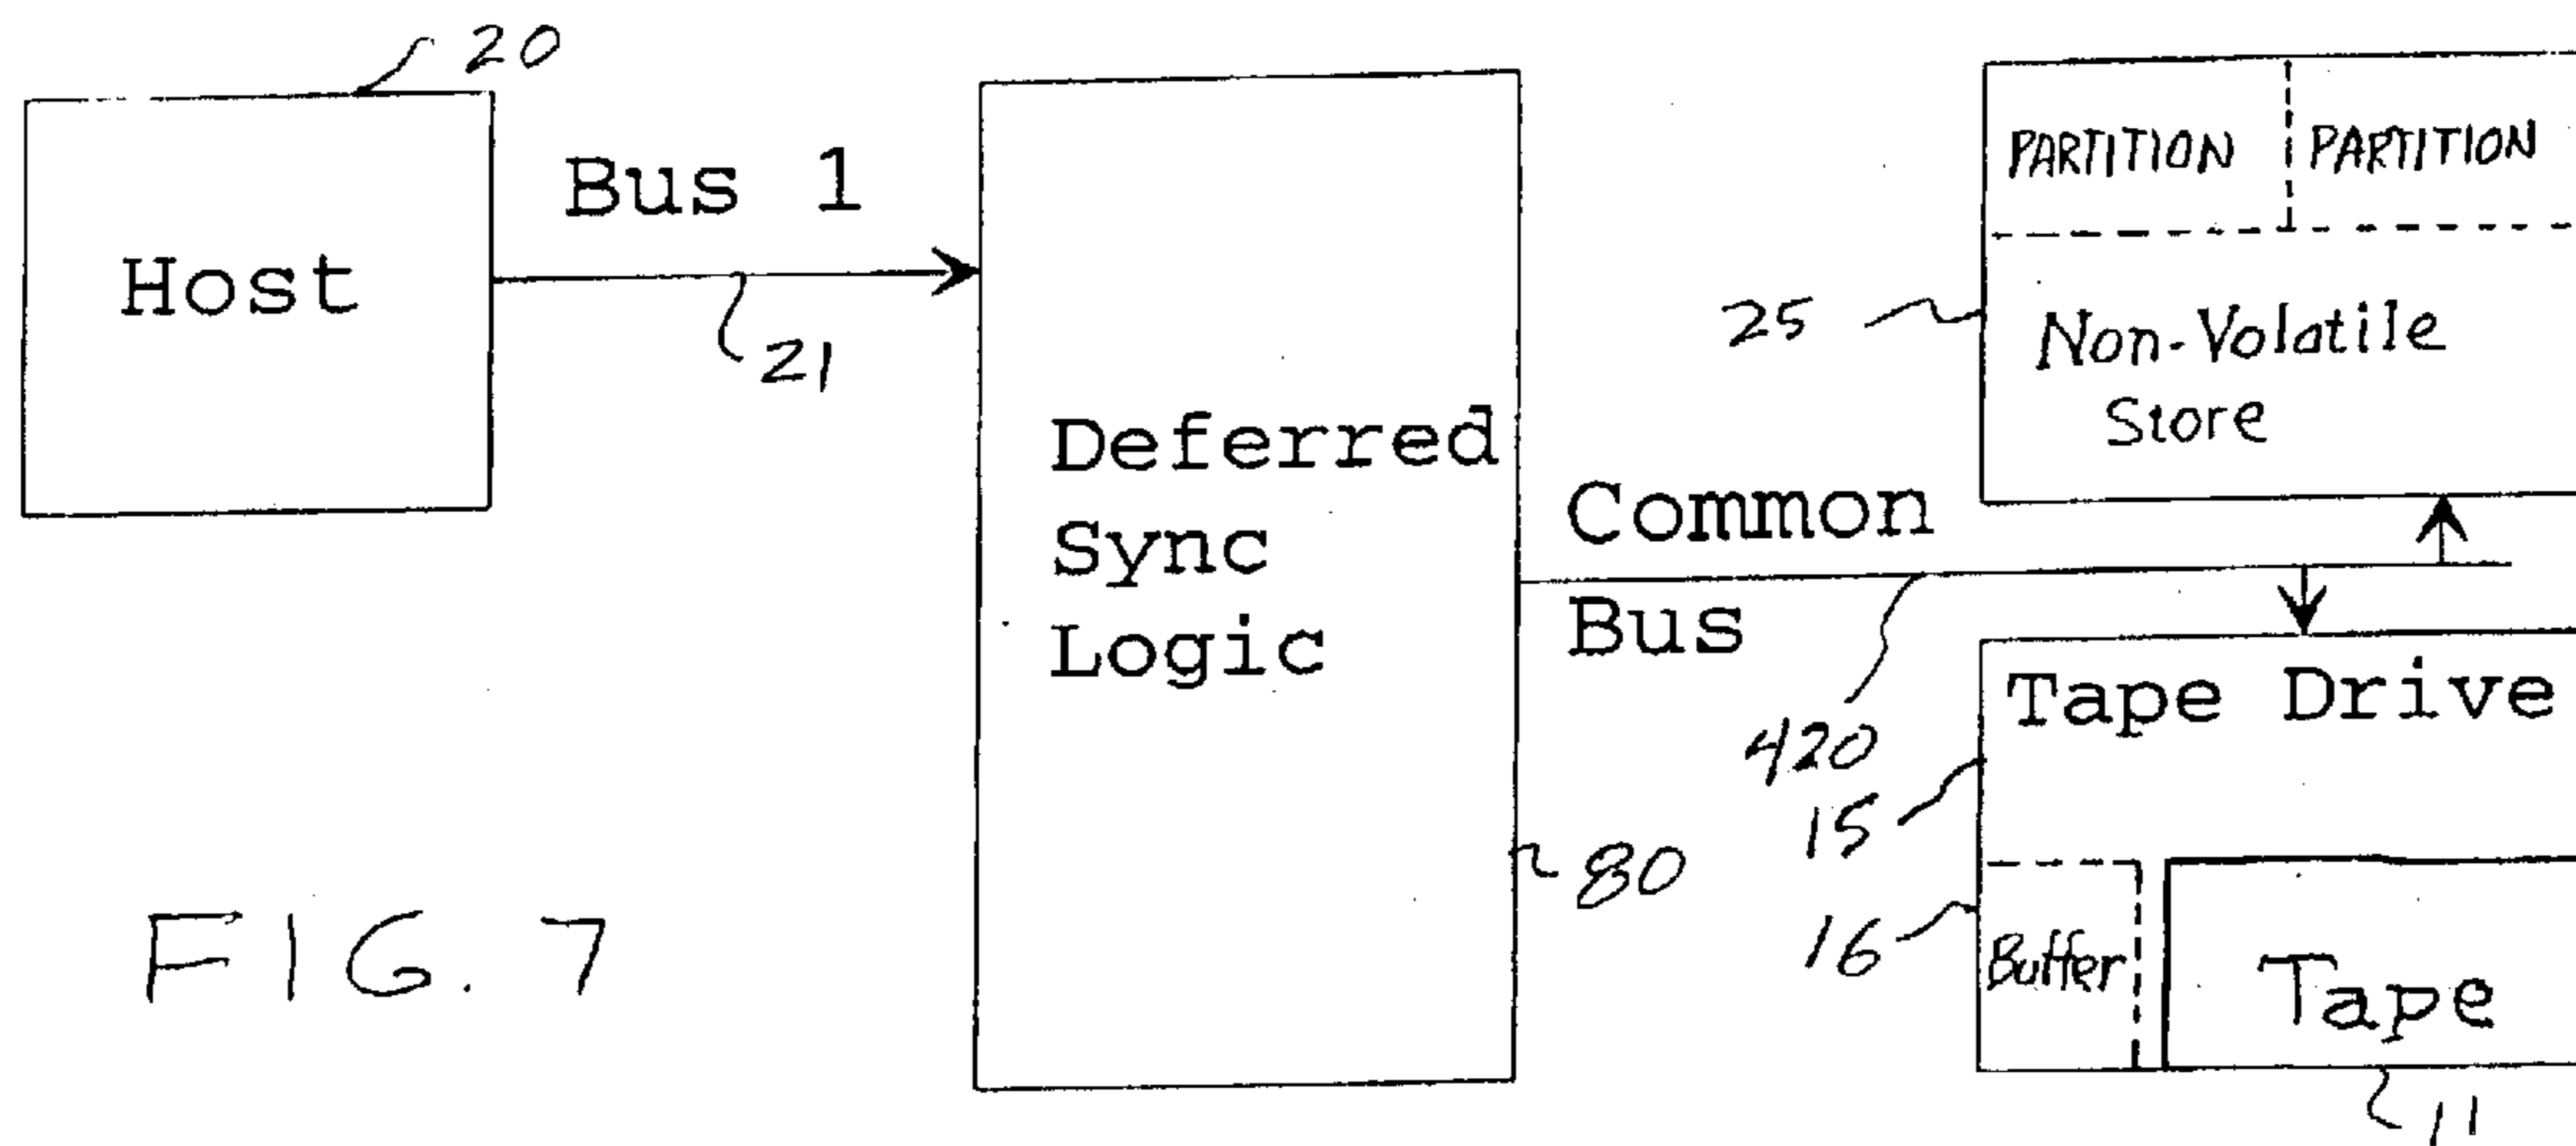 20
Host
Bus 1
21
Deferred
Sync
Logic
80
Common
Bus
420
PARTITION PARTITION
25
Non-Volatile
Store
Tape Drive
15
16
Buffer
Tape
11
FIG. 7